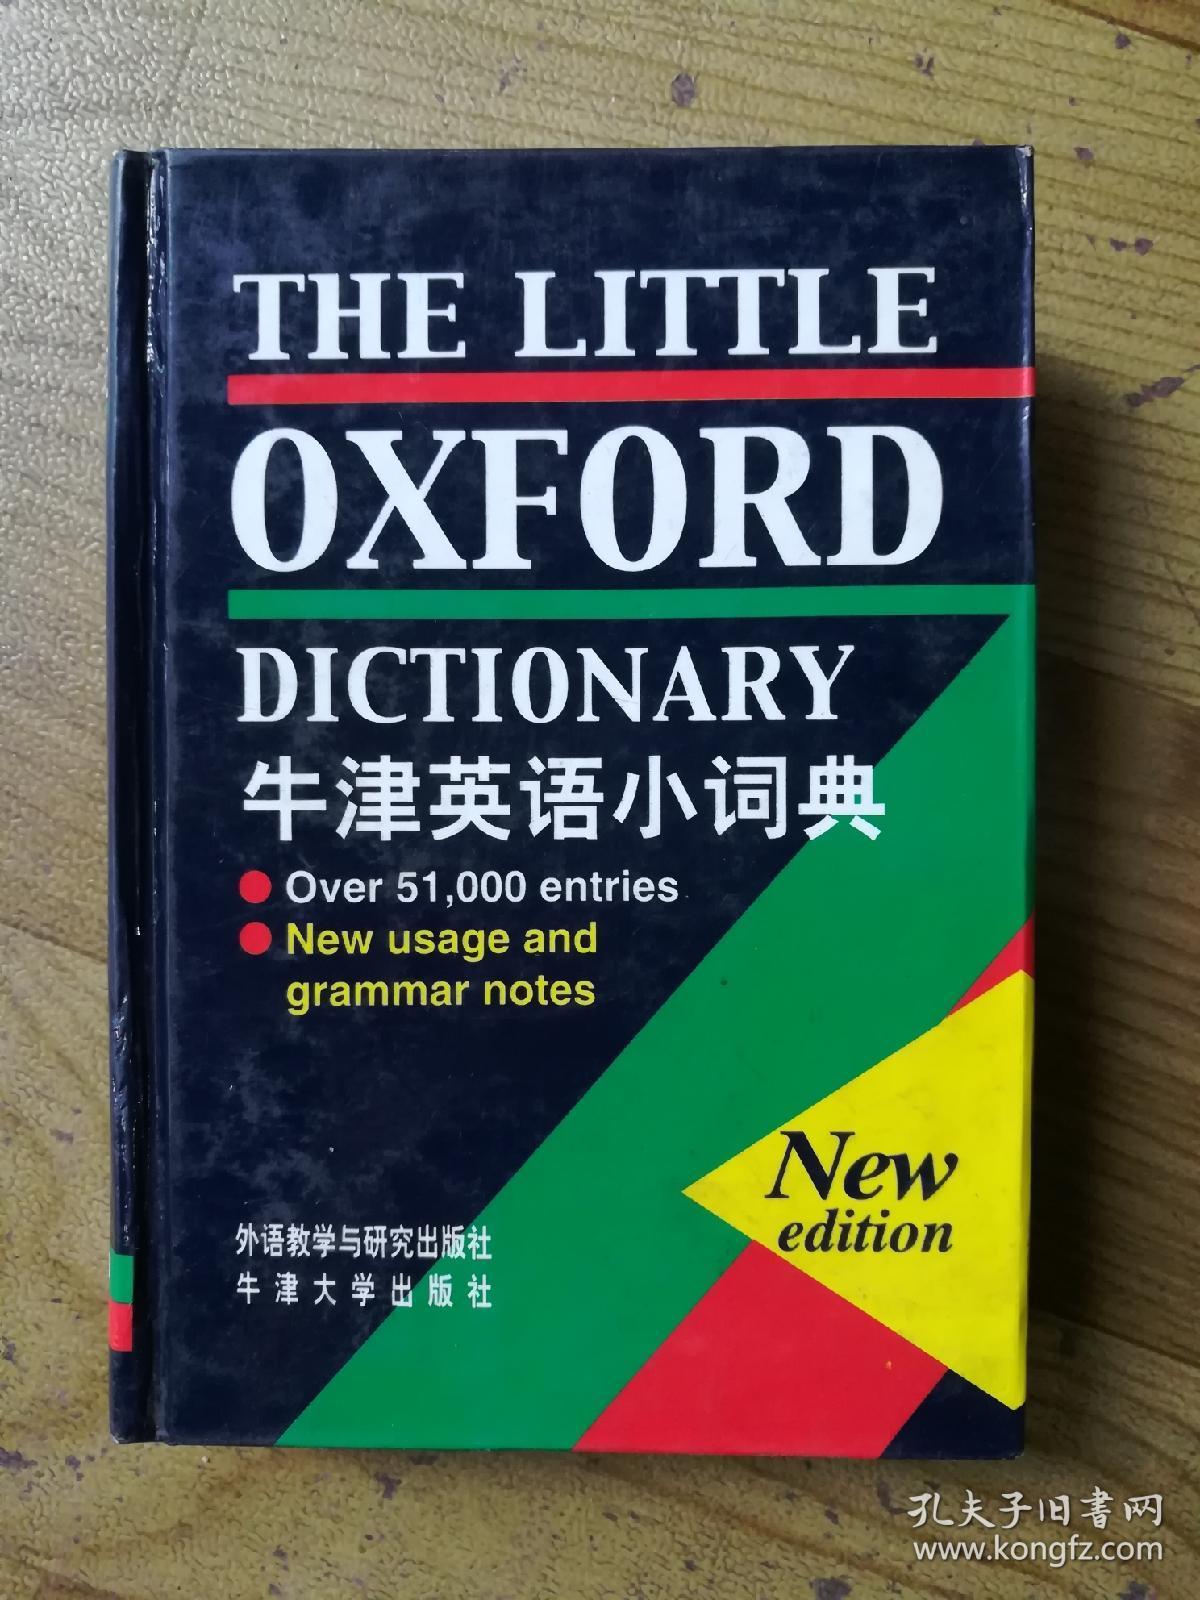 THE LITTLE
OXFORD
DICTIONARY
牛津英语小词典
Over 51,000 entries
New usage and
grammar notes
New
edition
外语教学与研究出版社
牛津大学出版社
孔夫子旧书网
www.kongfz.com